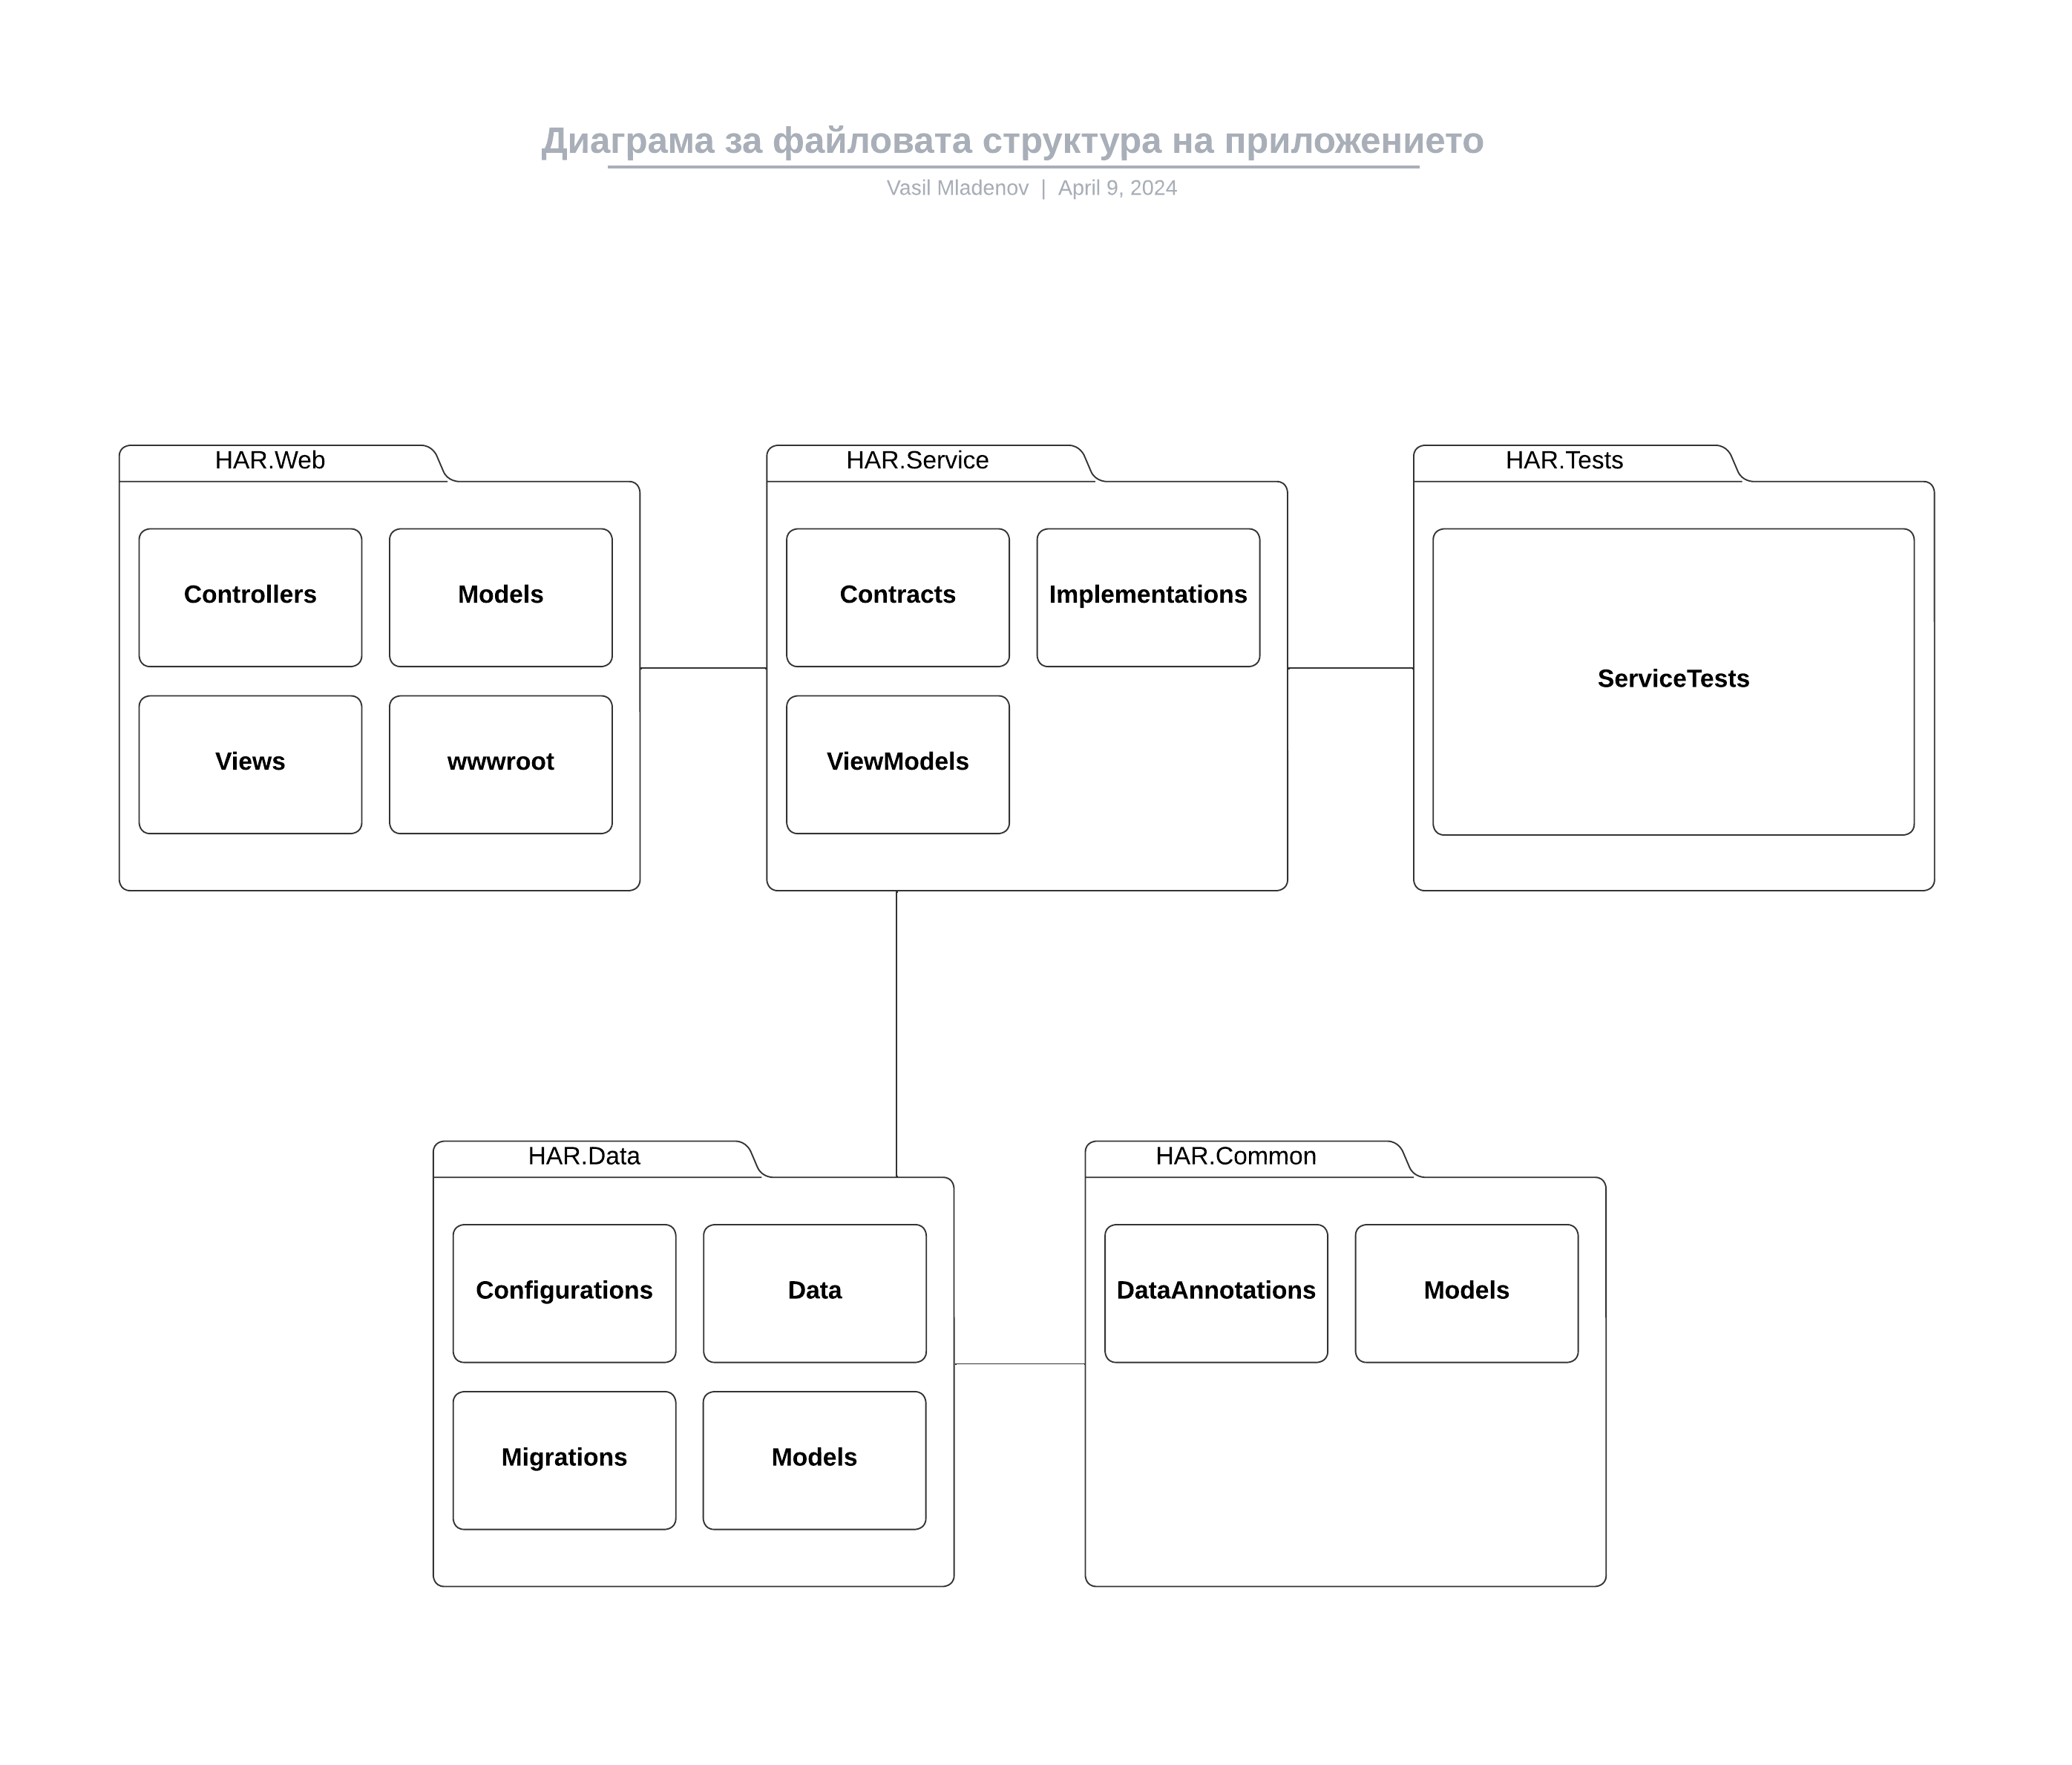 Диаграма за файловата структура на приложението
Vasil Mladenov | April 9, 2024
HAR.Web
Controllers
Models
Views
wwwroot
HAR.Service
Contracts
Implementations
ViewModels
HAR.Tests
ServiceTests
HAR.Data
Configurations
Data
Migrations
Models
HAR.Common
DataAnnotations
Models